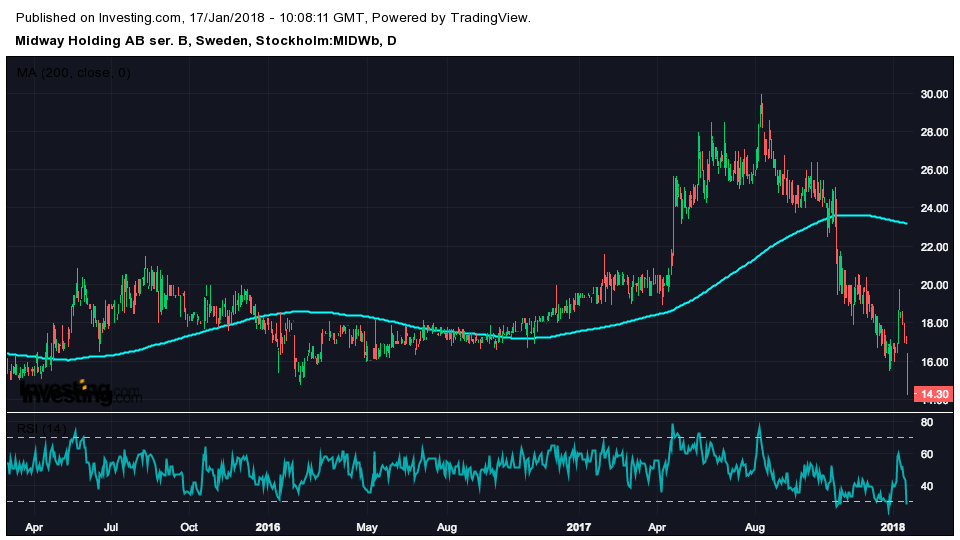 Published on Investing.com, 17/Jan/2018 - 10:08:11 GMT, Powered by TradingView.
Midway Holding AB ser. B, Sweden, Stockholm:MIDWb, D
MA (200, close, 0)
30.00
28.00
26.00
24.00
22.00
20.00
18.00
16.00
14.30
Investing.com
Investing.com
RSI (14)
80
60
40
Apr Jul Oct 2016 May Aug 2017 Apr Aug 2018